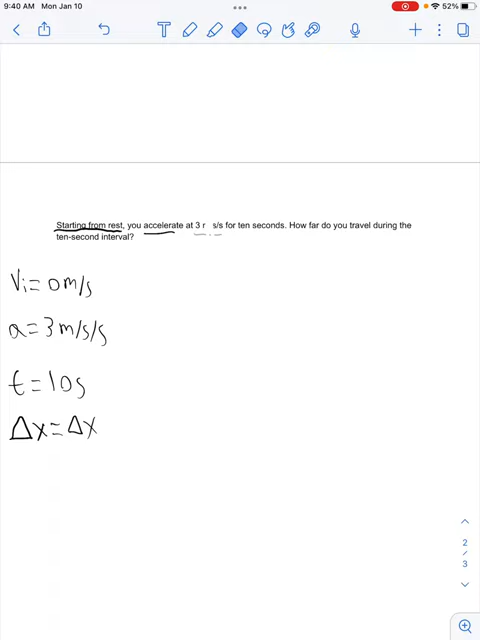 9:40 AM Mon Jan 10
52%
Starting from rest, you accelerate at 3 r s/s for ten seconds. How far do you travel during the
ten-second interval?
Vi = 0 m/s
a = 3 m/s/s
t = 10s
Δx = Δx
2
/
3